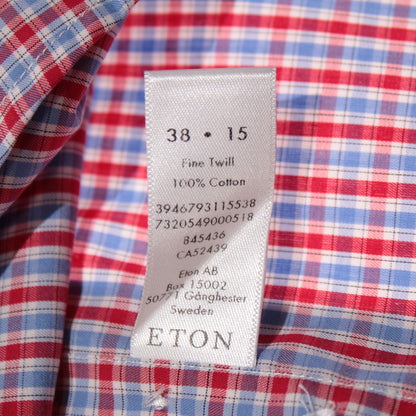 38 • 15
Fine Twill
100% Cotton
3946793115538
7320549000518
845436
CA52439
Eton AB
Box 15002
50771 Gånghester
Sweden
ETON